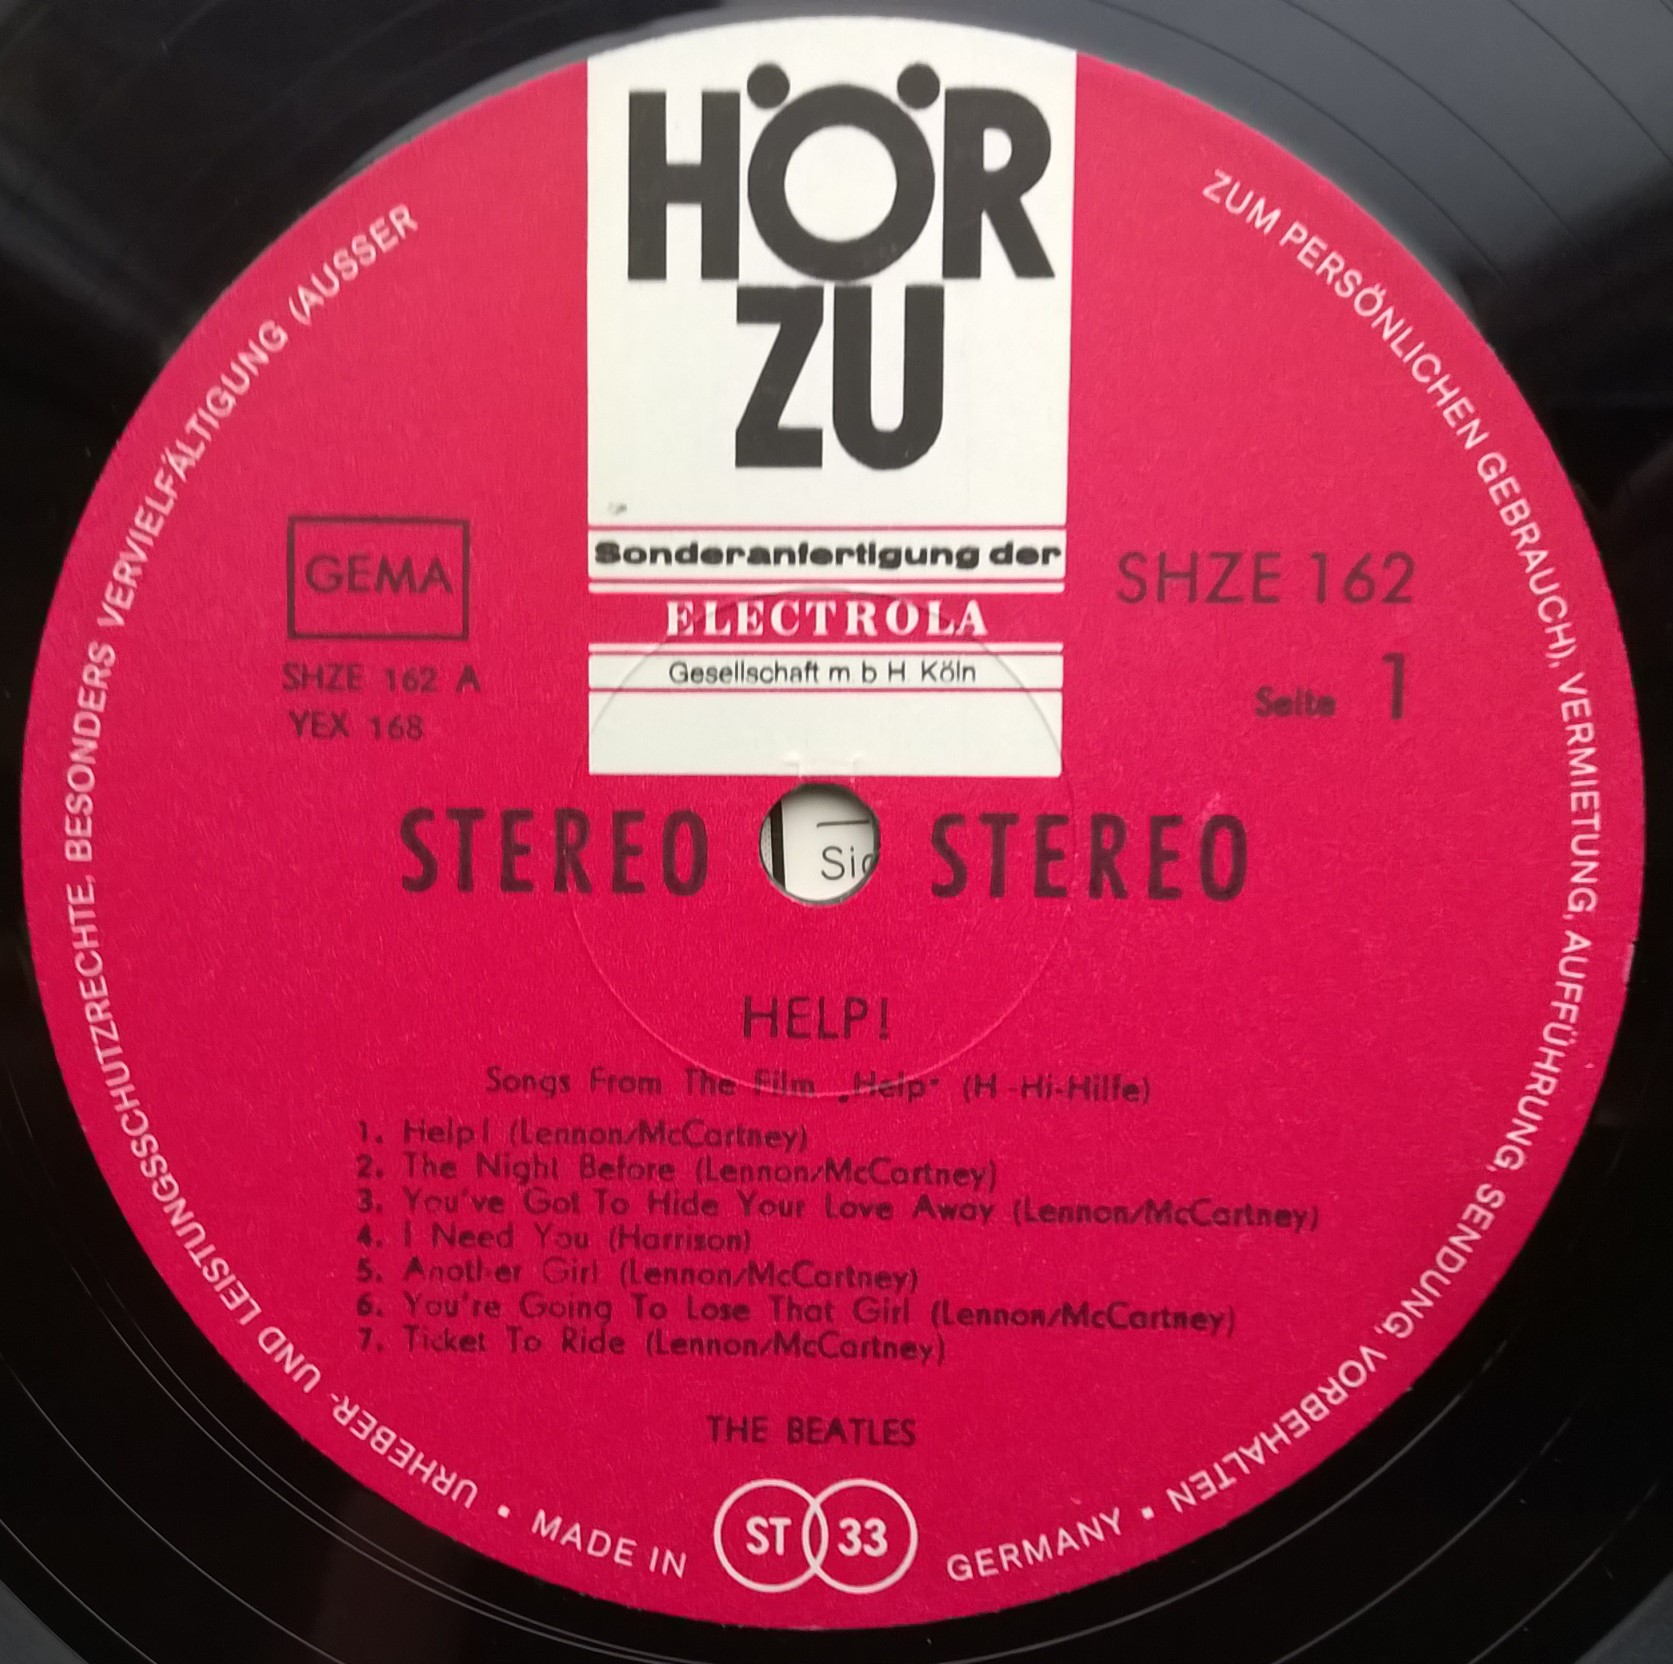 HÖR
ZU
Sonderanfertigung der
ELECTROLA
Gesellschaft m b H Köln
GEMA
SHZE 162 A
YEX 168
SHZE 162
Seite 1
STEREO STEREO
HELP!
Songs From The Film „Help" (H-Hi-Hilfe)
1. Help! (Lennon/McCartney)
2. The Night Before (Lennon/McCartney)
3. You've Got To Hide Your Love Away (Lennon/McCartney)
4. I Need You (Harrison)
5. Another Girl (Lennon/McCartney)
6. You're Going To Lose That Girl (Lennon/McCartney)
7. Ticket To Ride (Lennon/McCartney)
THE BEATLES
ST 33
URHEBER- UND LEISTUNGSSCHUTZRECHTE, BESONDERS VERVIELFÄLTIGUNG (AUSSER
ZUM PERSÖNLICHEN GEBRAUCH), VERMIETUNG, AUFFÜHRUNG, SENDUNG, VORBEHALTEN
▪ MADE IN GERMANY ▪